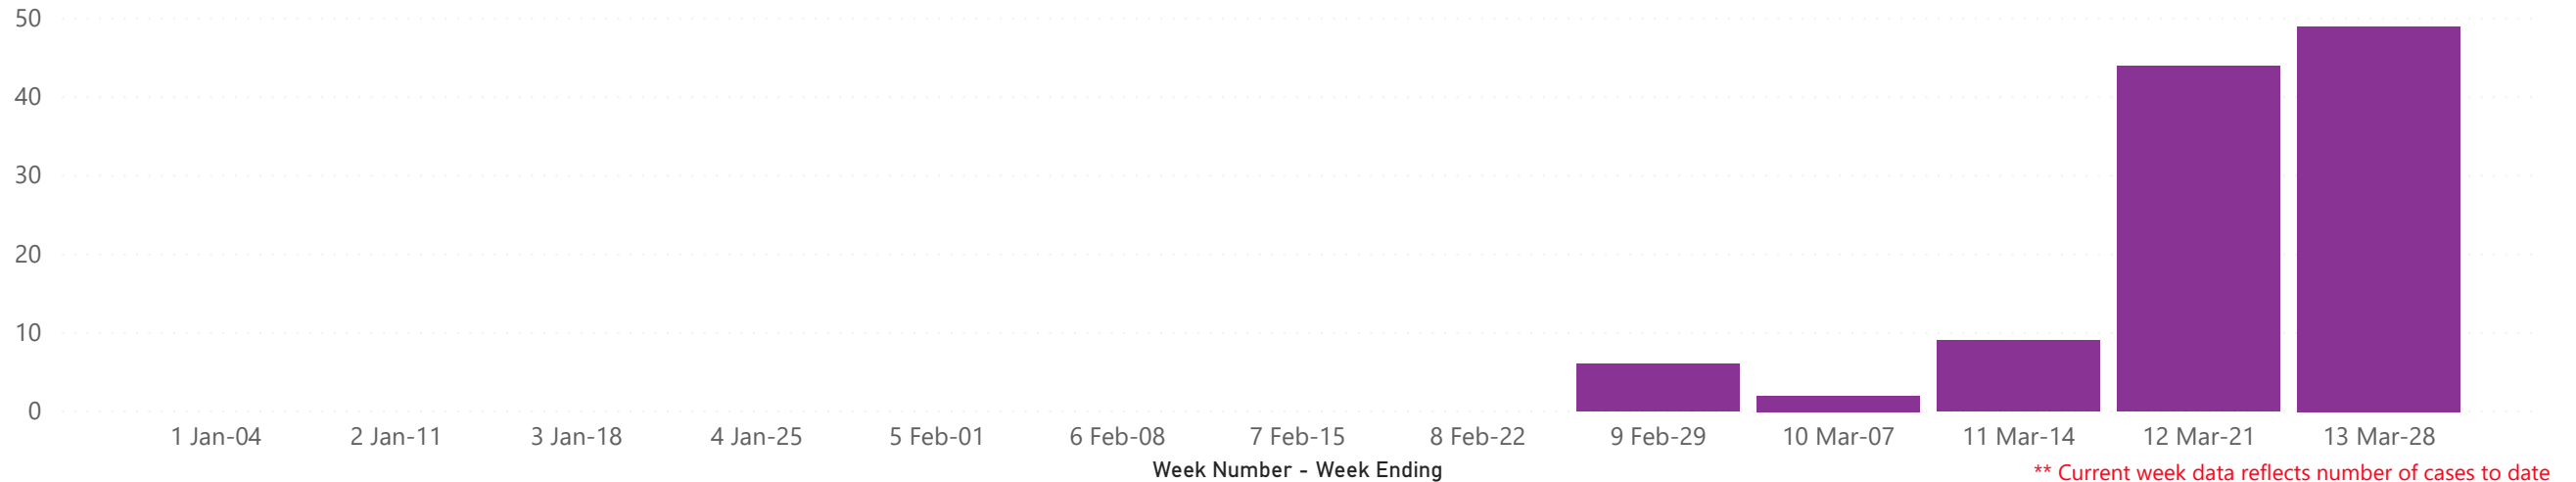 50
40
30
20
10
0
1 Jan-04 2 Jan-11 3 Jan-18 4 Jan-25 5 Feb-01 6 Feb-08 7 Feb-15 8 Feb-22 9 Feb-29 10 Mar-07 11 Mar-14 12 Mar-21 13 Mar-28
Week Number - Week Ending
** Current week data reflects number of cases to date